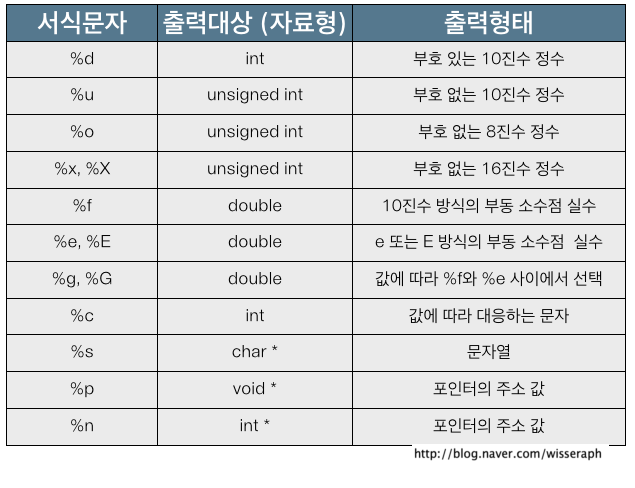 서식문자 출력대상 (자료형) 출력형태
%d int 부호 있는 10진수 정수
%u unsigned int 부호 없는 10진수 정수
%o unsigned int 부호 없는 8진수 정수
%x, %X unsigned int 부호 없는 16진수 정수
%f double 10진수 방식의 부동 소수점 실수
%e, %E double e 또는 E 방식의 부동 소수점 실수
%g, %G double 값에 따라 %f와 %e 사이에서 선택
%c int 값에 따라 대응하는 문자
%s char * 문자열
%p void * 포인터의 주소 값
%n int * 포인터의 주소 값
http://blog.naver.com/wisseraph